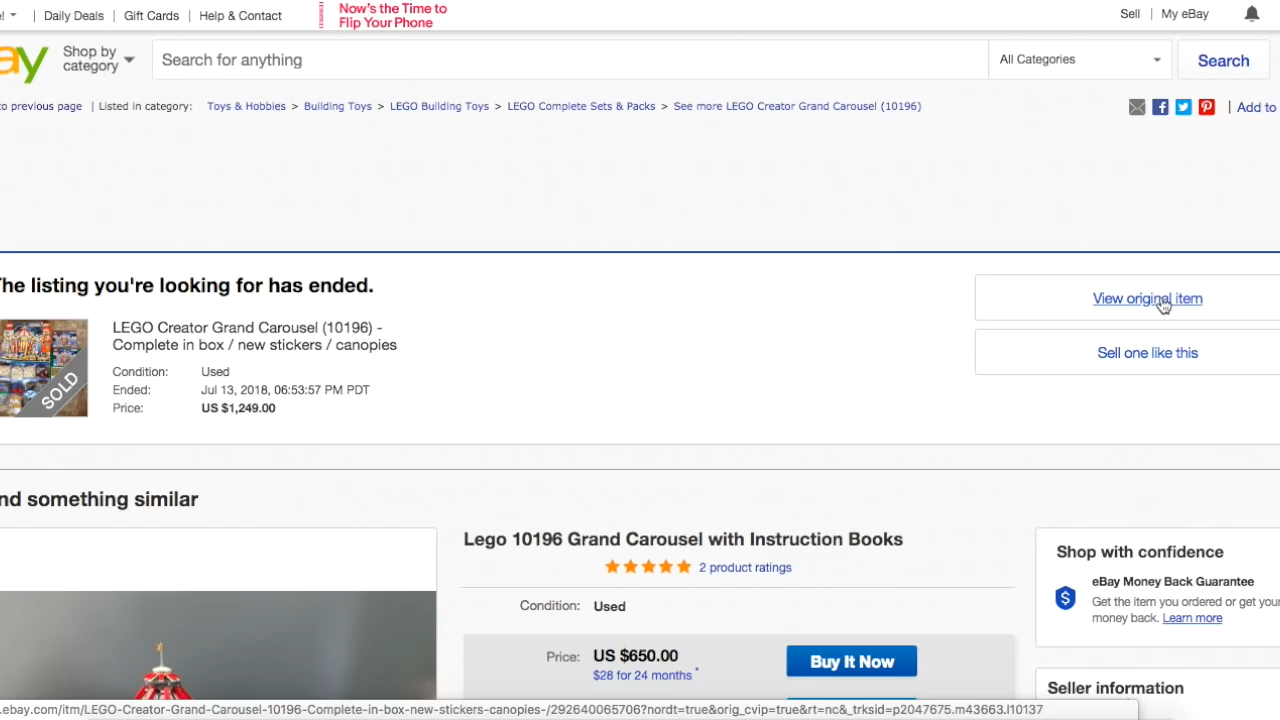 Daily Deals | Gift Cards | Help & Contact
Now's the Time to
Flip Your Phone
Sell | My eBay
ay
Shop by
category
Search for anything
All Categories
Search
to previous page | Listed in category: Toys & Hobbies > Building Toys > LEGO Building Toys > LEGO Complete Sets & Packs > See more LEGO Creator Grand Carousel (10196)
| Add to
The listing you're looking for has ended.
View original item
Sell one like this
LEGO Creator Grand Carousel (10196) -
Complete in box / new stickers / canopies
Condition: Used
Ended: Jul 13, 2018, 06:53:57 PM PDT
Price: US $1,249.00
SOLD
nd something similar
Lego 10196 Grand Carousel with Instruction Books
2 product ratings
Condition: Used
Price: US $650.00
$28 for 24 months *
Buy It Now
Shop with confidence
eBay Money Back Guarantee
Get the item you ordered or get your
money back. Learn more
Seller information
.ebay.com/itm/LEGO-Creator-Grand-Carousel-10196-Complete-in-box-new-stickers-canopies-/292640065706?nordt=true&orig_cvip=true&rt=nc&_trksid=p2047675.m43663.l10137